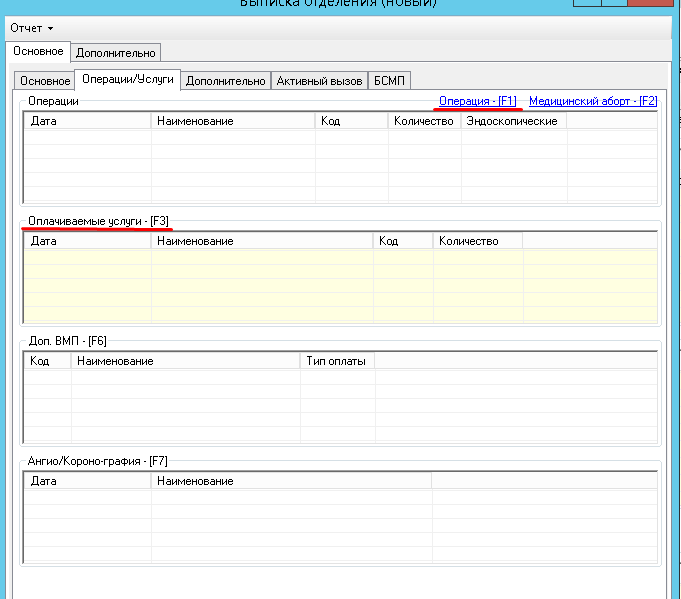 Выписка отделения (новый)
Отчет
Основное Дополнительно
Основное Операции/Услуги Дополнительно Активный вызов БСМП
Операции Операция - [F1] Медицинский аборт - [F2]
Дата Наименование Код Количество Эндоскопические
Оплачиваемые услуги - [F3]
Дата Наименование Код Количество
Доп. ВМП - [F6]
Код Наименование Тип оплаты
Ангио/Короно-графия - [F7]
Дата Наименование